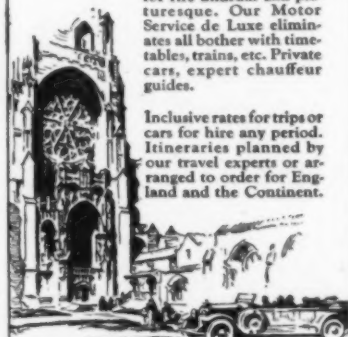 turesque. Our Motor
Service de Luxe elimin-
ates all bother with time-
tables, trains, etc. Private
cars, expert chauffeur
guides.
Inclusive rates for trips or
cars for hire any period.
Itineraries planned by
our travel experts or ar-
ranged to order for Eng-
land and the Continent.